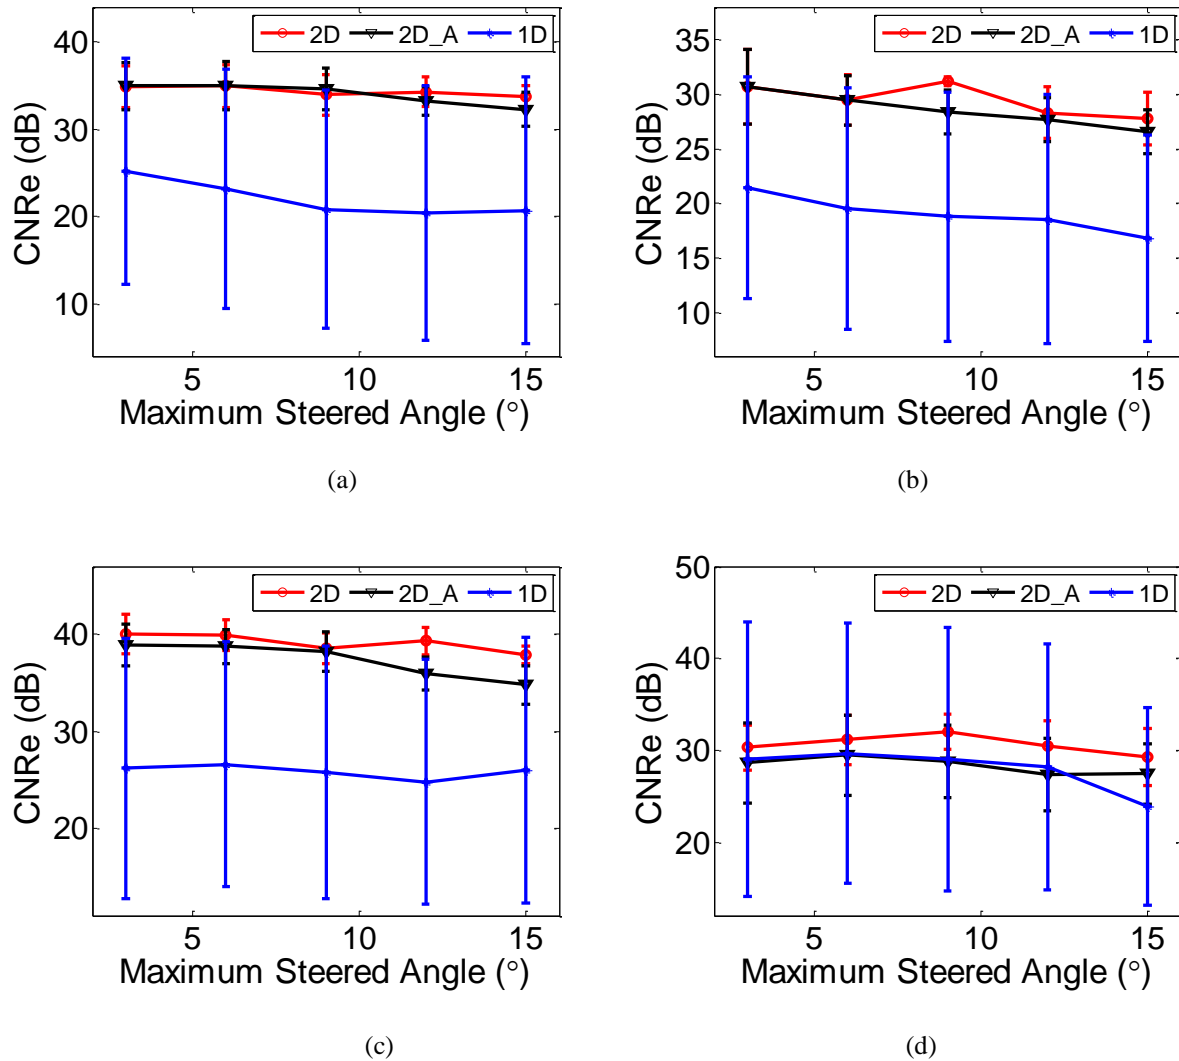 2D 2D_A 1D
40
30
20
10
CNRe (dB)
5 10 15
Maximum Steered Angle (°)
(a)
2D 2D_A 1D
35
30
25
20
15
10
CNRe (dB)
5 10 15
Maximum Steered Angle (°)
(b)
2D 2D_A 1D
40
30
20
CNRe (dB)
5 10 15
Maximum Steered Angle (°)
(c)
2D 2D_A 1D
50
40
30
20
CNRe (dB)
5 10 15
Maximum Steered Angle (°)
(d)